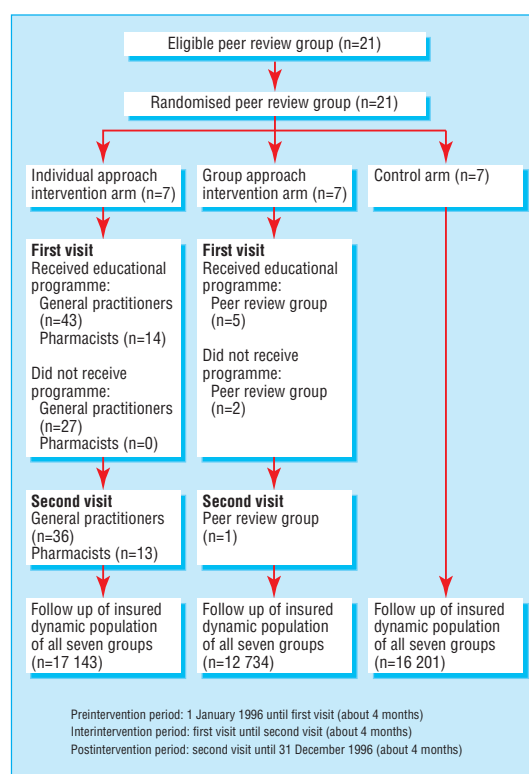 Eligible peer review group (n=21)
Randomised peer review group (n=21)
Individual approach
intervention arm (n=7)
Group approach
intervention arm (n=7)
Control arm (n=7)
First visit
Received educational
programme:
General practitioners
(n=43)
Pharmacists (n=14)
Did not receive
programme:
General practitioners
(n=27)
Pharmacists (n=0)
First visit
Received educational
programme:
Peer review group
(n=5)
Did not receive
programme:
Peer review group
(n=2)
Second visit
General practitioners
(n=36)
Pharmacists (n=13)
Second visit
Peer review group
(n=1)
Follow up of insured
dynamic population
of all seven groups
(n=17 143)
Follow up of insured
dynamic population
of all seven groups
(n=12 734)
Follow up of insured
dynamic population
of all seven groups
(n=16 201)
Preintervention period: 1 January 1996 until first visit (about 4 months)
Interintervention period: first visit until second visit (about 4 months)
Postintervention period: second visit until 31 December 1996 (about 4 months)